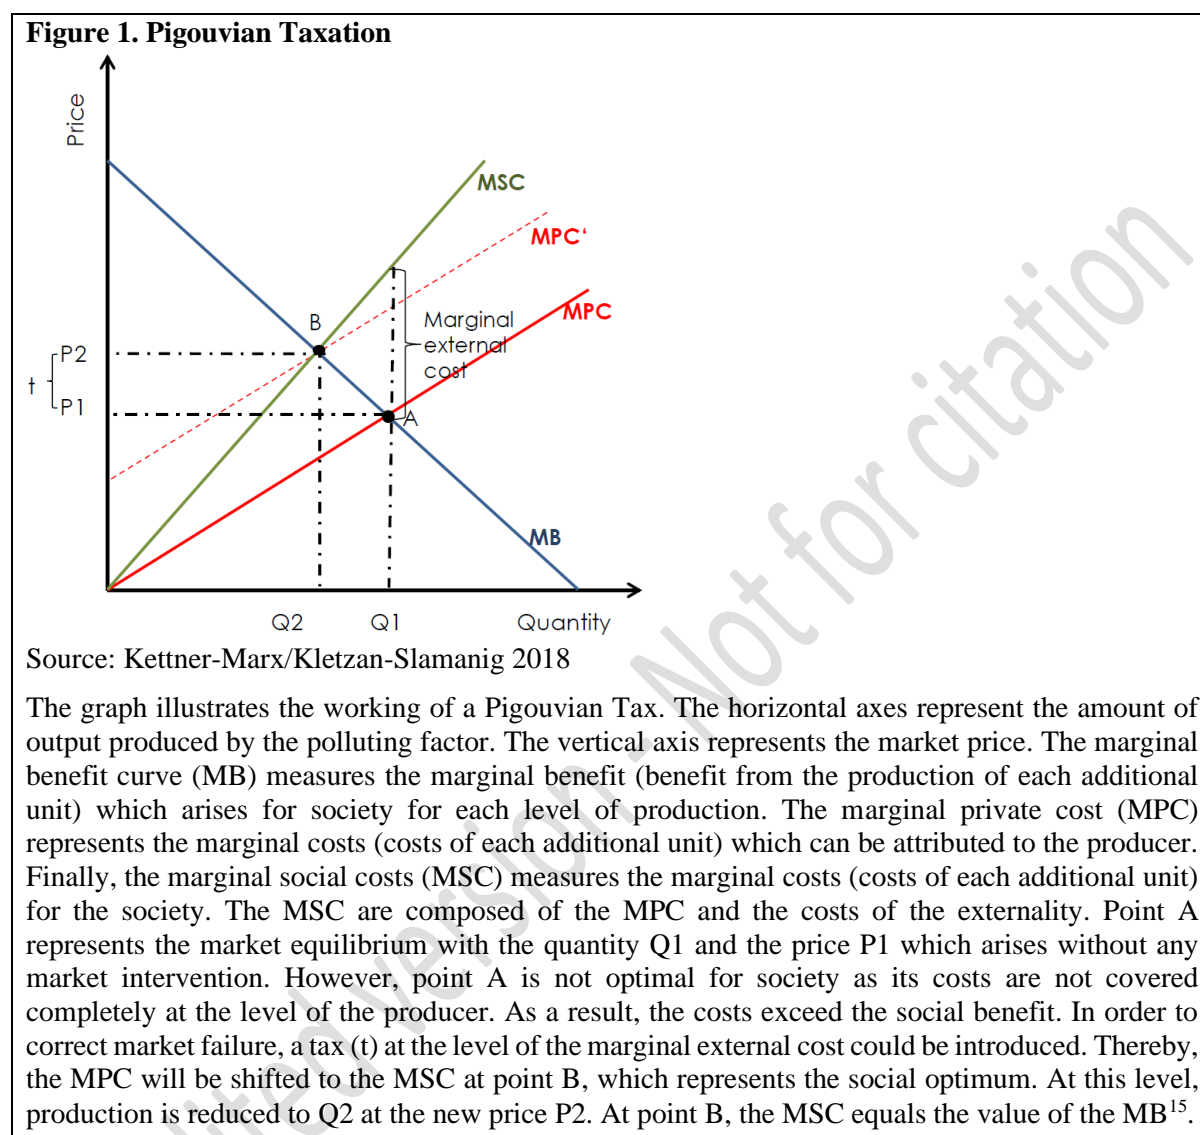 Figure 1. Pigouvian Taxation
Price
MSC
MPC‘
MPC
B
Marginal
external
cost
P2
t
P1
A
MB
Q2 Q1 Quantity
Source: Kettner-Marx/Kletzan-Slamanig 2018
The graph illustrates the working of a Pigouvian Tax. The horizontal axes represent the amount of
output produced by the polluting factor. The vertical axis represents the market price. The marginal
benefit curve (MB) measures the marginal benefit (benefit from the production of each additional
unit) which arises for society for each level of production. The marginal private cost (MPC)
represents the marginal costs (costs of each additional unit) which can be attributed to the producer.
Finally, the marginal social costs (MSC) measures the marginal costs (costs of each additional unit)
for the society. The MSC are composed of the MPC and the costs of the externality. Point A
represents the market equilibrium with the quantity Q1 and the price P1 which arises without any
market intervention. However, point A is not optimal for society as its costs are not covered
completely at the level of the producer. As a result, the costs exceed the social benefit. In order to
correct market failure, a tax (t) at the level of the marginal external cost could be introduced. Thereby,
the MPC will be shifted to the MSC at point B, which represents the social optimum. At this level,
production is reduced to Q2 at the new price P2. At point B, the MSC equals the value of the MB15.
version - Not for citation